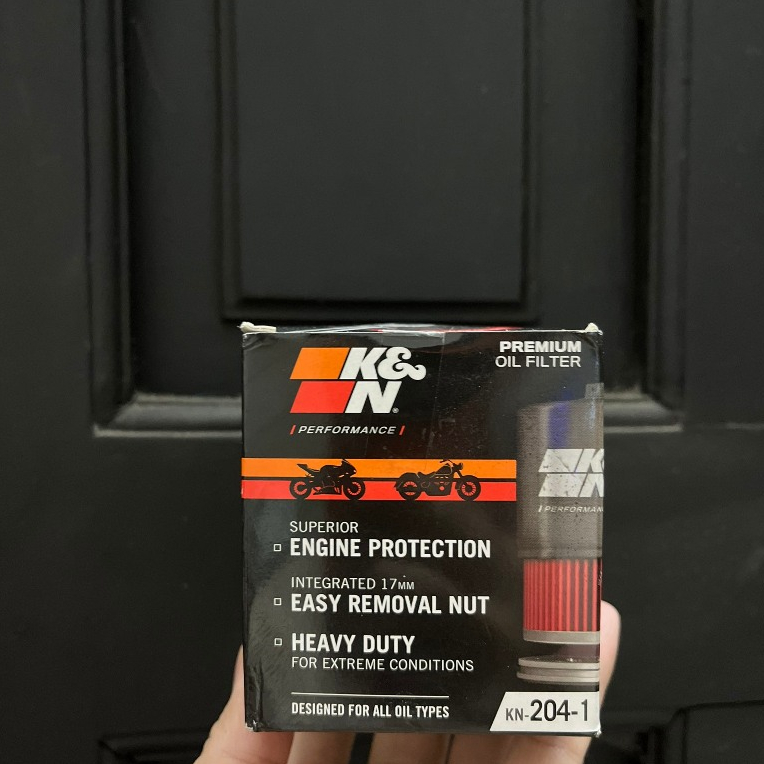 K&N®
PERFORMANCE
PREMIUM
OIL FILTER
K&N
PERFORMAN
SUPERIOR
ENGINE PROTECTION
INTEGRATED 17MM
EASY REMOVAL NUT
HEAVY DUTY
FOR EXTREME CONDITIONS
DESIGNED FOR ALL OIL TYPES
KN-204-1